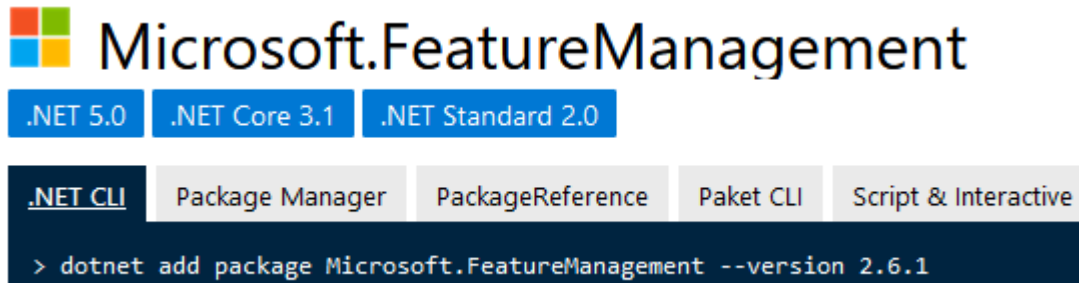 Microsoft.FeatureManagement
.NET 5.0 .NET Core 3.1 .NET Standard 2.0
.NET CLI Package Manager PackageReference Paket CLI Script & Interactive
> dotnet add package Microsoft.FeatureManagement --version 2.6.1